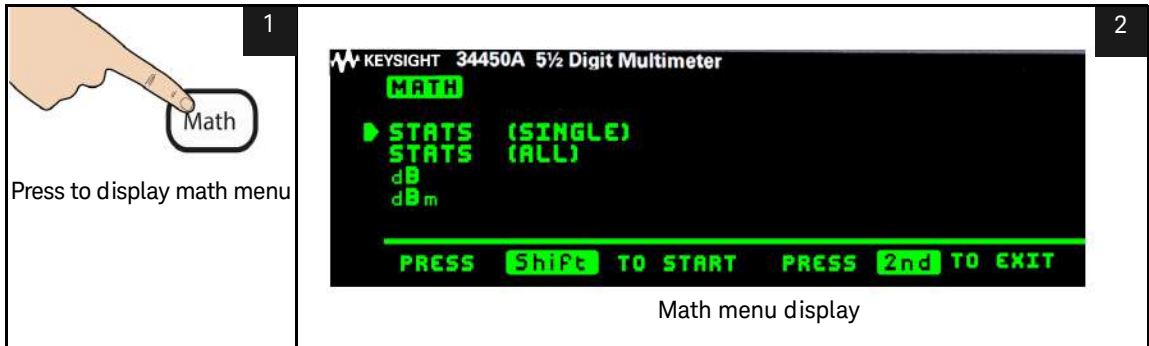 1
Math
Press to display math menu
2
KEYSIGHT 34450A 5½ Digit Multimeter
MATH
STATS (SINGLE)
STATS (ALL)
dB
dBm
PRESS Shift TO START PRESS 2nd TO EXIT
Math menu display